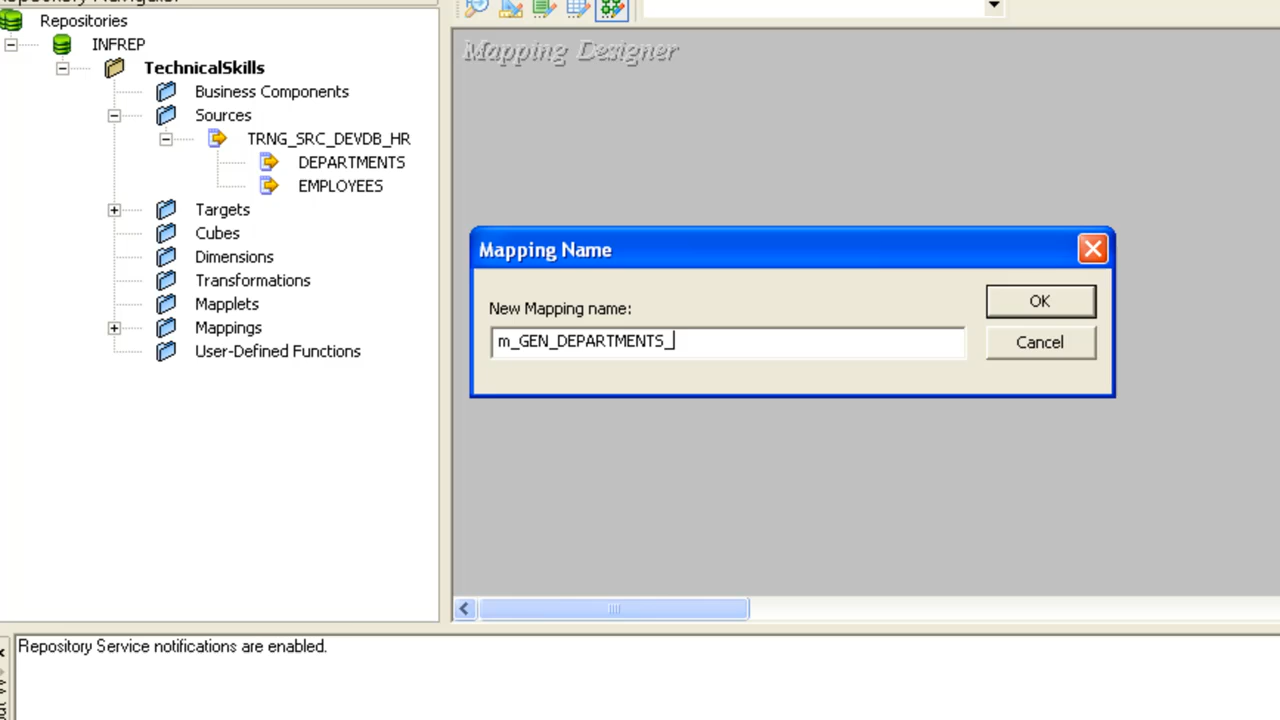 Repositories
INFREP
TechnicalSkills
Business Components
Sources
TRNG_SRC_DEVDB_HR
DEPARTMENTS
EMPLOYEES
Targets
Cubes
Dimensions
Transformations
Mapplets
Mappings
User-Defined Functions
Mapping Designer
Mapping Name
New Mapping name:
OK
m_GEN_DEPARTMENTS_
Cancel
Repository Service notifications are enabled.